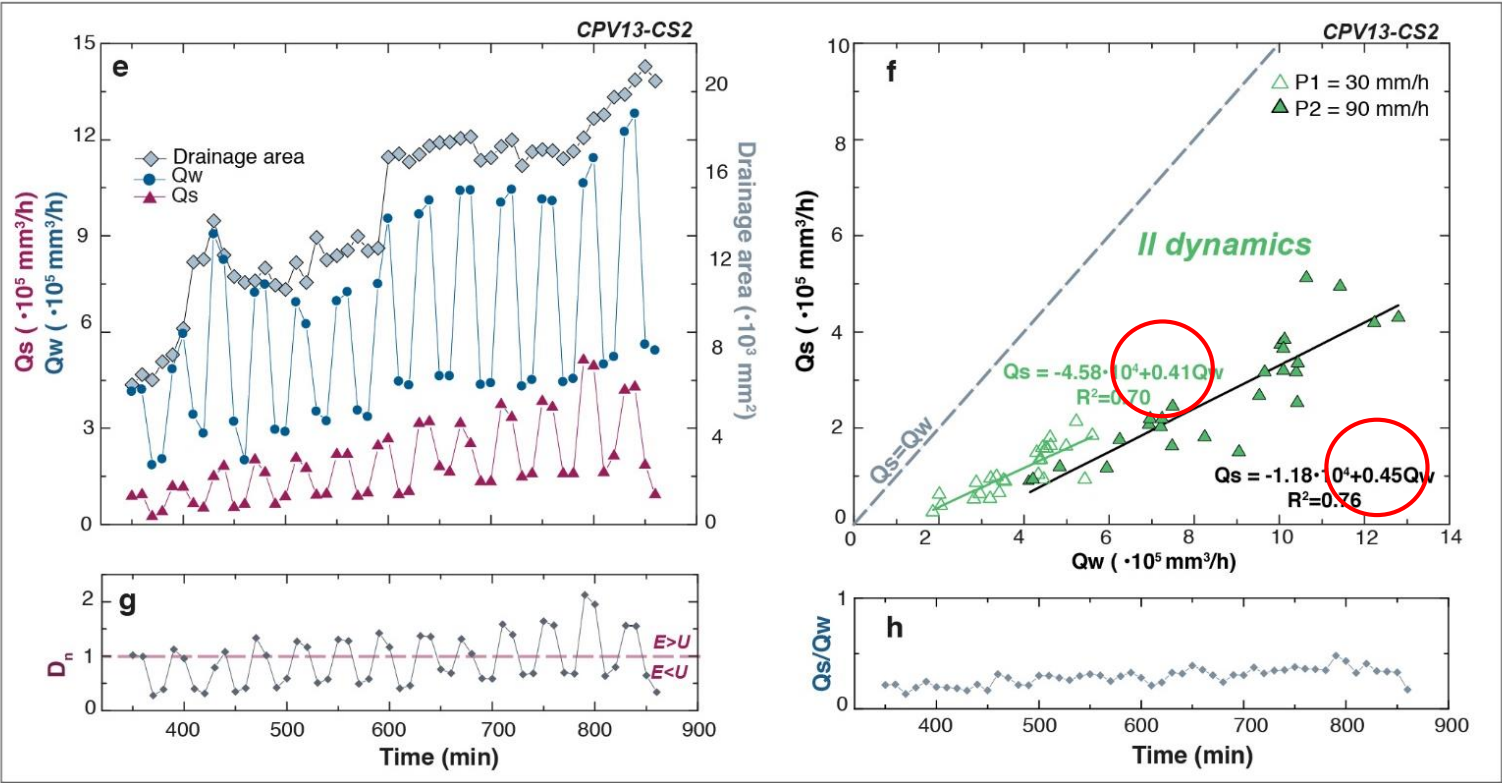 CPV13-CS2
e
15
12
9
6
3
0
Qs ( •10⁵ mm³/h)
Qw ( •10⁵ mm³/h)
Drainage area
Qw
Qs
20
16
12
8
4
0
Drainage area (•10³ mm²)
g
2
1
0
Dₙ
E>U
E<U
400 500 600 700 800 900
Time (min)
CPV13-CS2
f
10
8
6
4
2
0
Qs ( •10⁵ mm³/h)
P1 = 30 mm/h
P2 = 90 mm/h
II dynamics
Qs = -4.58•10⁴+0.41Qw
R²=0.70
Qs=Qw
Qs = -1.18•10⁴+0.45Qw
R²=0.76
0 2 4 6 8 10 12 14
Qw ( •10⁵ mm³/h)
h
1
0
Qs/Qw
400 500 600 700 800 900
Time (min)